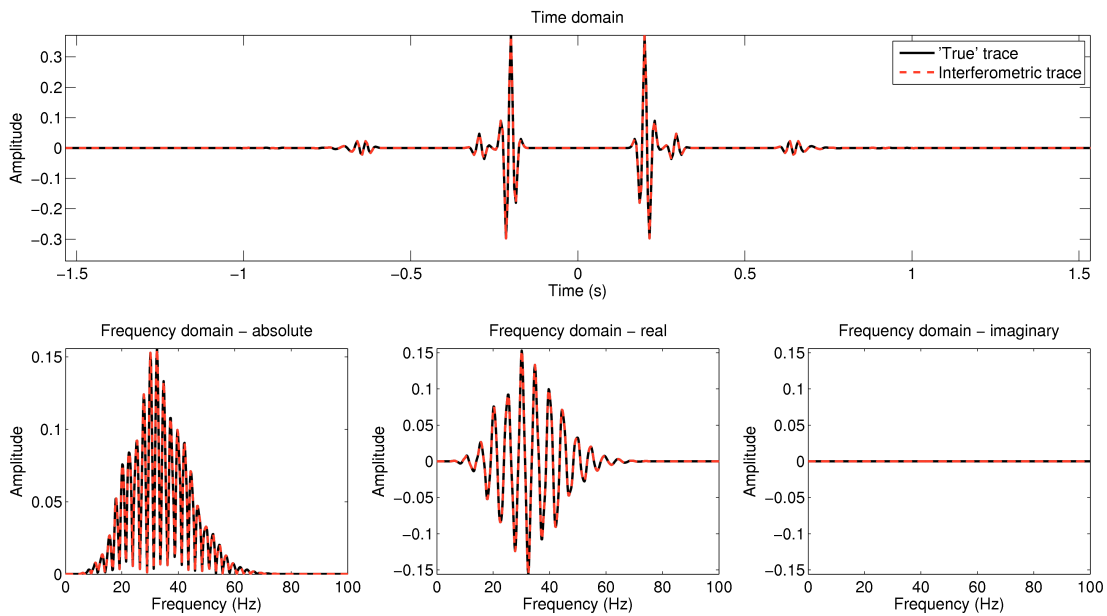 Time domain
Amplitude
0.3
0.2
0.1
0
−0.1
−0.2
−0.3
'True' trace
Interferometric trace
−1.5 −1 −0.5 0 0.5 1 1.5
Time (s)
Frequency domain − absolute
Amplitude
0.15
0.1
0.05
0
0 20 40 60 80 100
Frequency (Hz)
Frequency domain − real
Amplitude
0.15
0.1
0.05
0
−0.05
−0.1
−0.15
0 20 40 60 80 100
Frequency (Hz)
Frequency domain − imaginary
Amplitude
0.15
0.1
0.05
0
−0.05
−0.1
−0.15
0 20 40 60 80 100
Frequency (Hz)